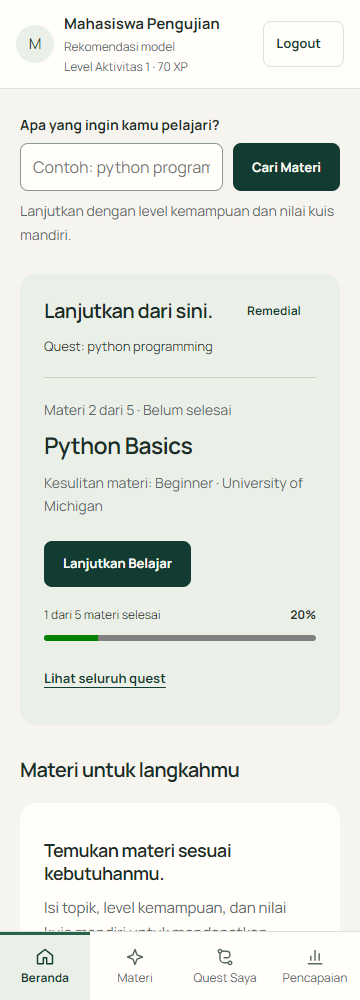 M
Mahasiswa Pengujian
Rekomendasi model
Level Aktivitas 1 · 70 XP
Logout
Apa yang ingin kamu pelajari?
Contoh: python program
Cari Materi
Lanjutkan dengan level kemampuan dan nilai kuis
mandiri.
Lanjutkan dari sini.
Remedial
Quest: python programming
Materi 2 dari 5 · Belum selesai
Python Basics
Kesulitan materi: Beginner · University of
Michigan
Lanjutkan Belajar
1 dari 5 materi selesai
20%
Lihat seluruh quest
Materi untuk langkahmu
Temukan materi sesuai
kebutuhanmu.
Isi topik, level kemampuan, dan nilai
Beranda
Materi
Quest Saya
Pencapaian